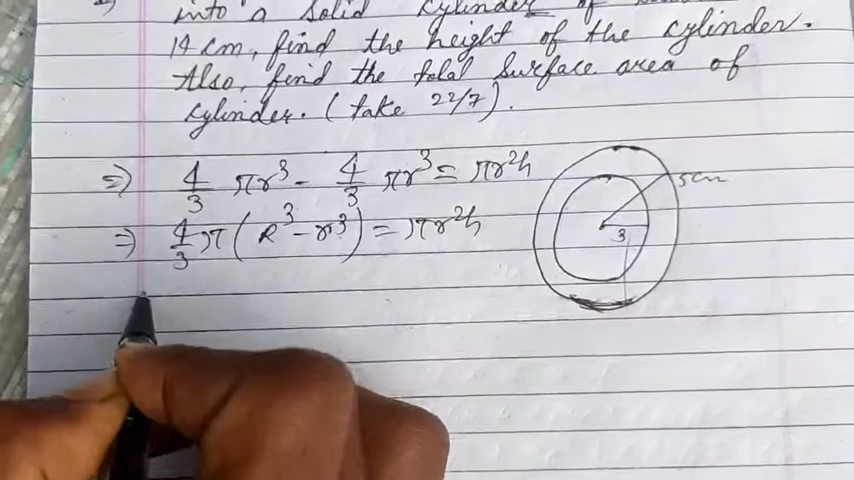 into a solid cylinder of
14 cm, find the height of the cylinder.
Also, find the total surface area of
cylinder. (take 22/7).
=) 4/3 πr³ - 4/3 πr³ = πr²h
=) 4/3 π(R³ - r³) = πr²h
5cm
3